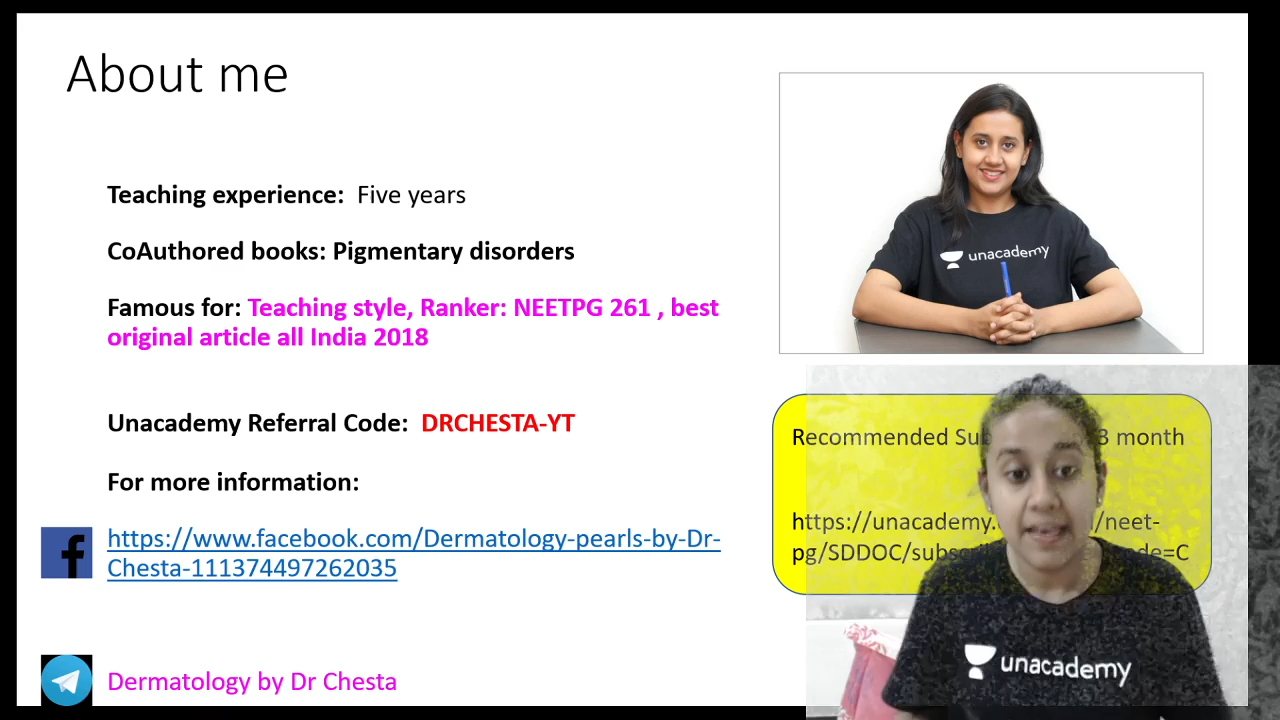 About me
Teaching experience: Five years
CoAuthored books: Pigmentary disorders
Famous for: Teaching style, Ranker: NEETPG 261 , best
original article all India 2018
Unacademy Referral Code: DRCHESTA-YT
For more information:
https://www.facebook.com/Dermatology-pearls-by-Dr-
Chesta-111374497262035
Dermatology by Dr Chesta
unacademy
Recommended 3 month
https://unacademy. /neet-
pg/SDDOC/ =C
unacademy